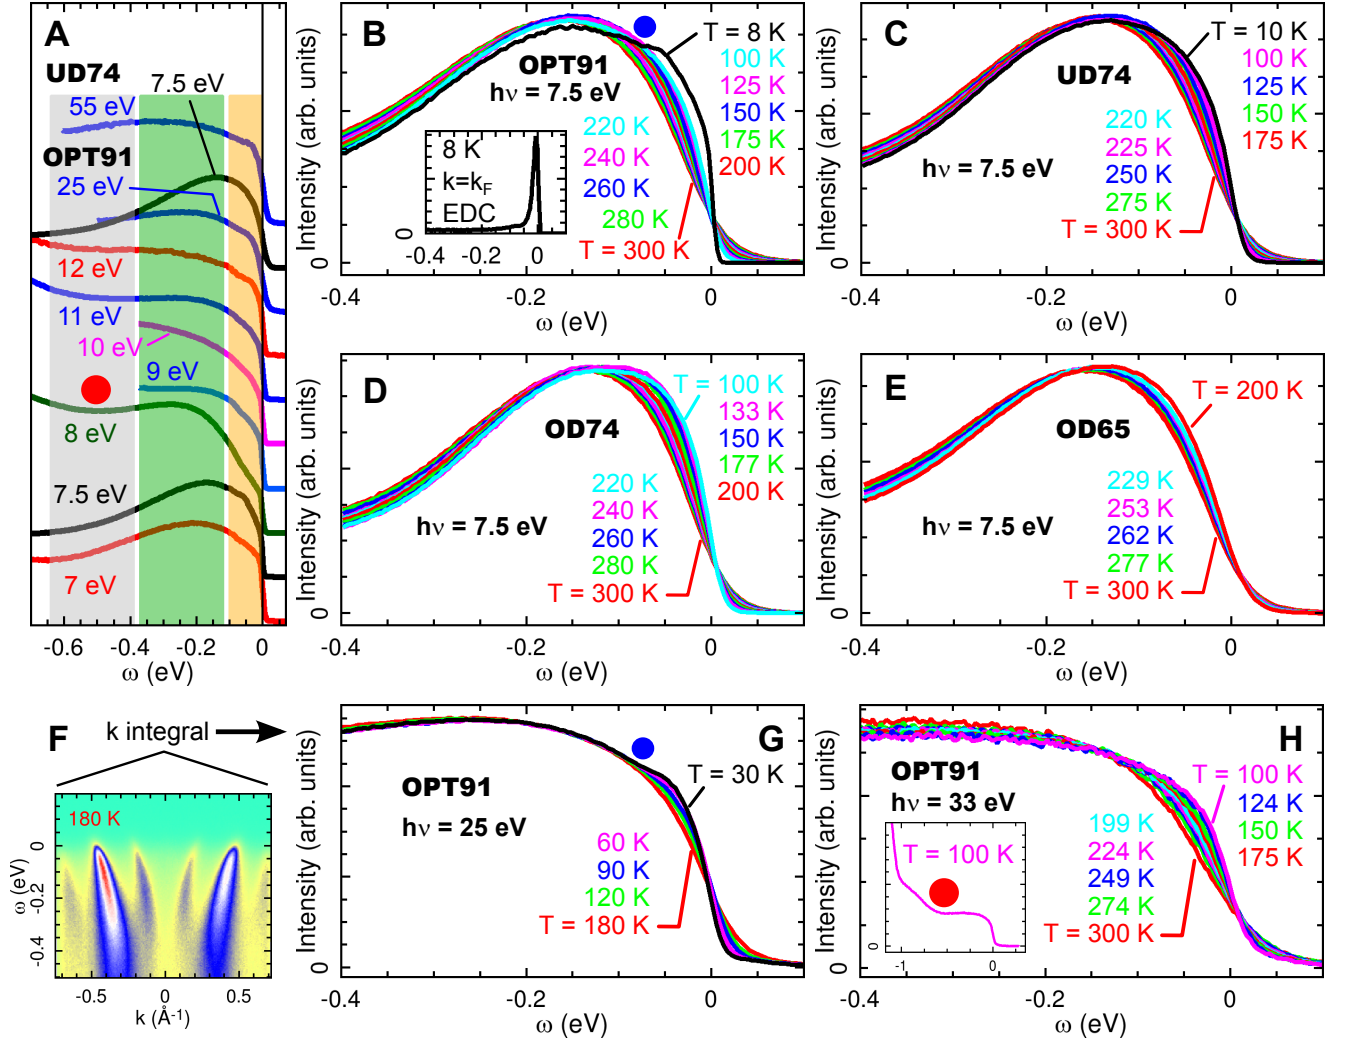 A
UD74
7.5 eV
55 eV
OPT91
25 eV
12 eV
11 eV
10 eV
9 eV
8 eV
7.5 eV
7 eV
-0.6 -0.4 -0.2 0
ω (eV)
B
OPT91
hν = 7.5 eV
T = 8 K
100 K
125 K
150 K
175 K
200 K
220 K
240 K
260 K
280 K
T = 300 K
8 K
k=kF
EDC
0
-0.4 -0.2 0
0 Intensity (arb. units)
-0.4 -0.2 0
ω (eV)
C
UD74
hν = 7.5 eV
T = 10 K
100 K
125 K
150 K
175 K
220 K
225 K
250 K
275 K
T = 300 K
0 Intensity (arb. units)
-0.4 -0.2 0
ω (eV)
D
OD74
hν = 7.5 eV
T = 100 K
133 K
150 K
177 K
200 K
220 K
240 K
260 K
280 K
T = 300 K
0 Intensity (arb. units)
-0.4 -0.2 0
ω (eV)
E
OD65
hν = 7.5 eV
T = 200 K
229 K
253 K
262 K
277 K
T = 300 K
0 Intensity (arb. units)
-0.4 -0.2 0
ω (eV)
F
k integral
180 K
0
-0.2
-0.4
ω (eV)
-0.5 0 0.5
k (Å-1)
G
OPT91
hν = 25 eV
T = 30 K
60 K
90 K
120 K
T = 180 K
0 Intensity (arb. units)
-0.4 -0.2 0
ω (eV)
H
OPT91
hν = 33 eV
T = 100 K
124 K
150 K
175 K
199 K
224 K
249 K
274 K
T = 300 K
T = 100 K
0
-1 0
0 Intensity (arb. units)
-0.4 -0.2 0
ω (eV)